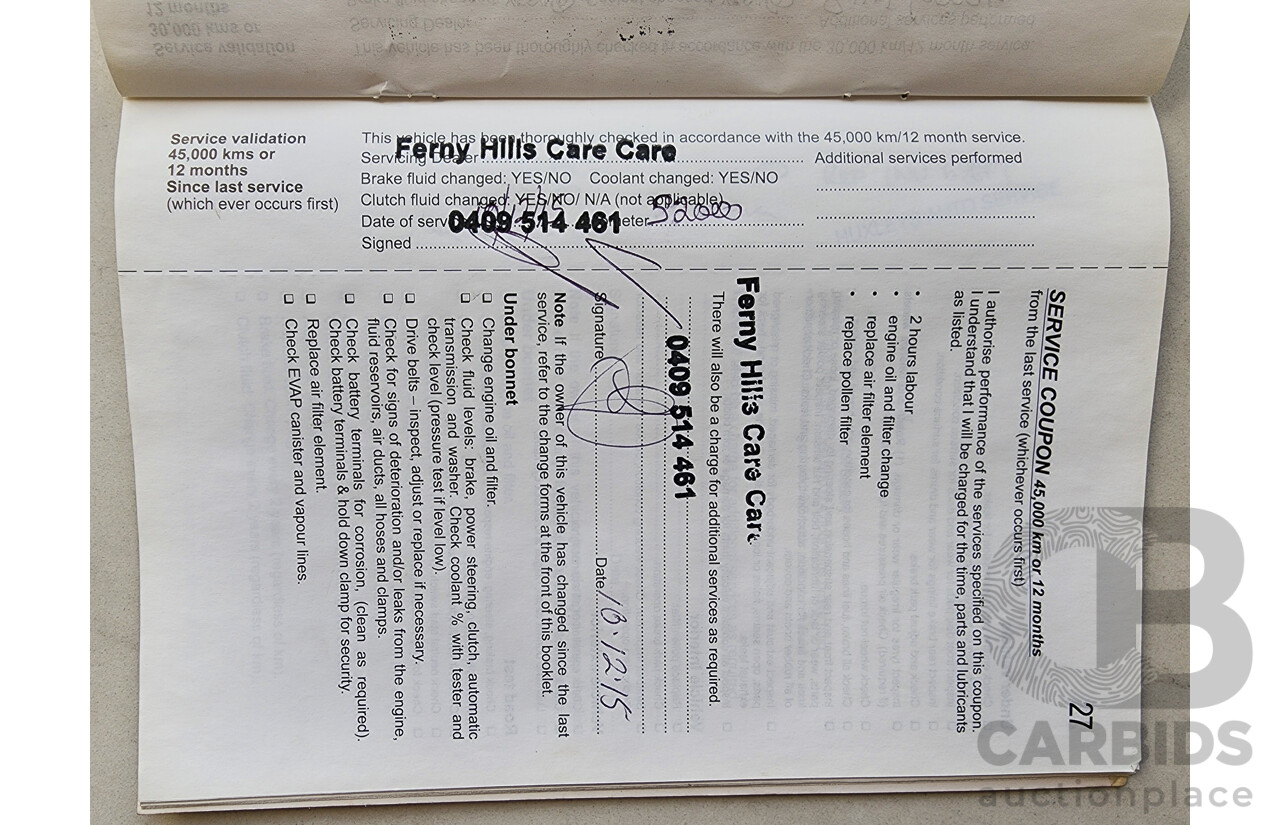 Service validation
45,000 kms or
12 months
Since last service
(which ever occurs first)
This vehicle has been thoroughly checked in accordance with the 45,000 km/12 month service.
Servicing Dealer
Ferny Hills Care Care
Additional services performed
Brake fluid changed: YES/NO Coolant changed: YES/NO
Clutch fluid changed: YES/NO/ N/A (not applicable)
Date of serv
0409 514 461
meter 52000
Signed
27
SERVICE COUPON 45,000 km or 12 months
from the last service (whichever occurs first)
I authorise performance of the services specified on this coupon.
I understand that I will be charged for the time, parts and lubricants
as listed.
• 2 hours labour
• engine oil and filter change
• replace air filter element
• replace pollen filter
Ferny Hills Care Care
There will also be a charge for additional services as required.
0409 514 461
Signature Date 18.12.15
Note If the owner of this vehicle has changed since the last
service, refer to the change forms at the front of this booklet.
Under bonnet
❑ Change engine oil and filter.
❑ Check fluid levels: brake, power steering, clutch, automatic
transmission and washer. Check coolant % with tester and
check level (pressure test if level low).
❑ Drive belts – inspect, adjust or replace if necessary.
❑ Check for signs of deterioration and/or leaks from the engine,
fluid reservoirs, air ducts, all hoses and clamps.
❑ Check battery terminals for corrosion, (clean as required).
Check battery terminals & hold down clamp for security.
❑ Replace air filter element.
❑ Check EVAP canister and vapour lines.
CARBIDS
auctionplace